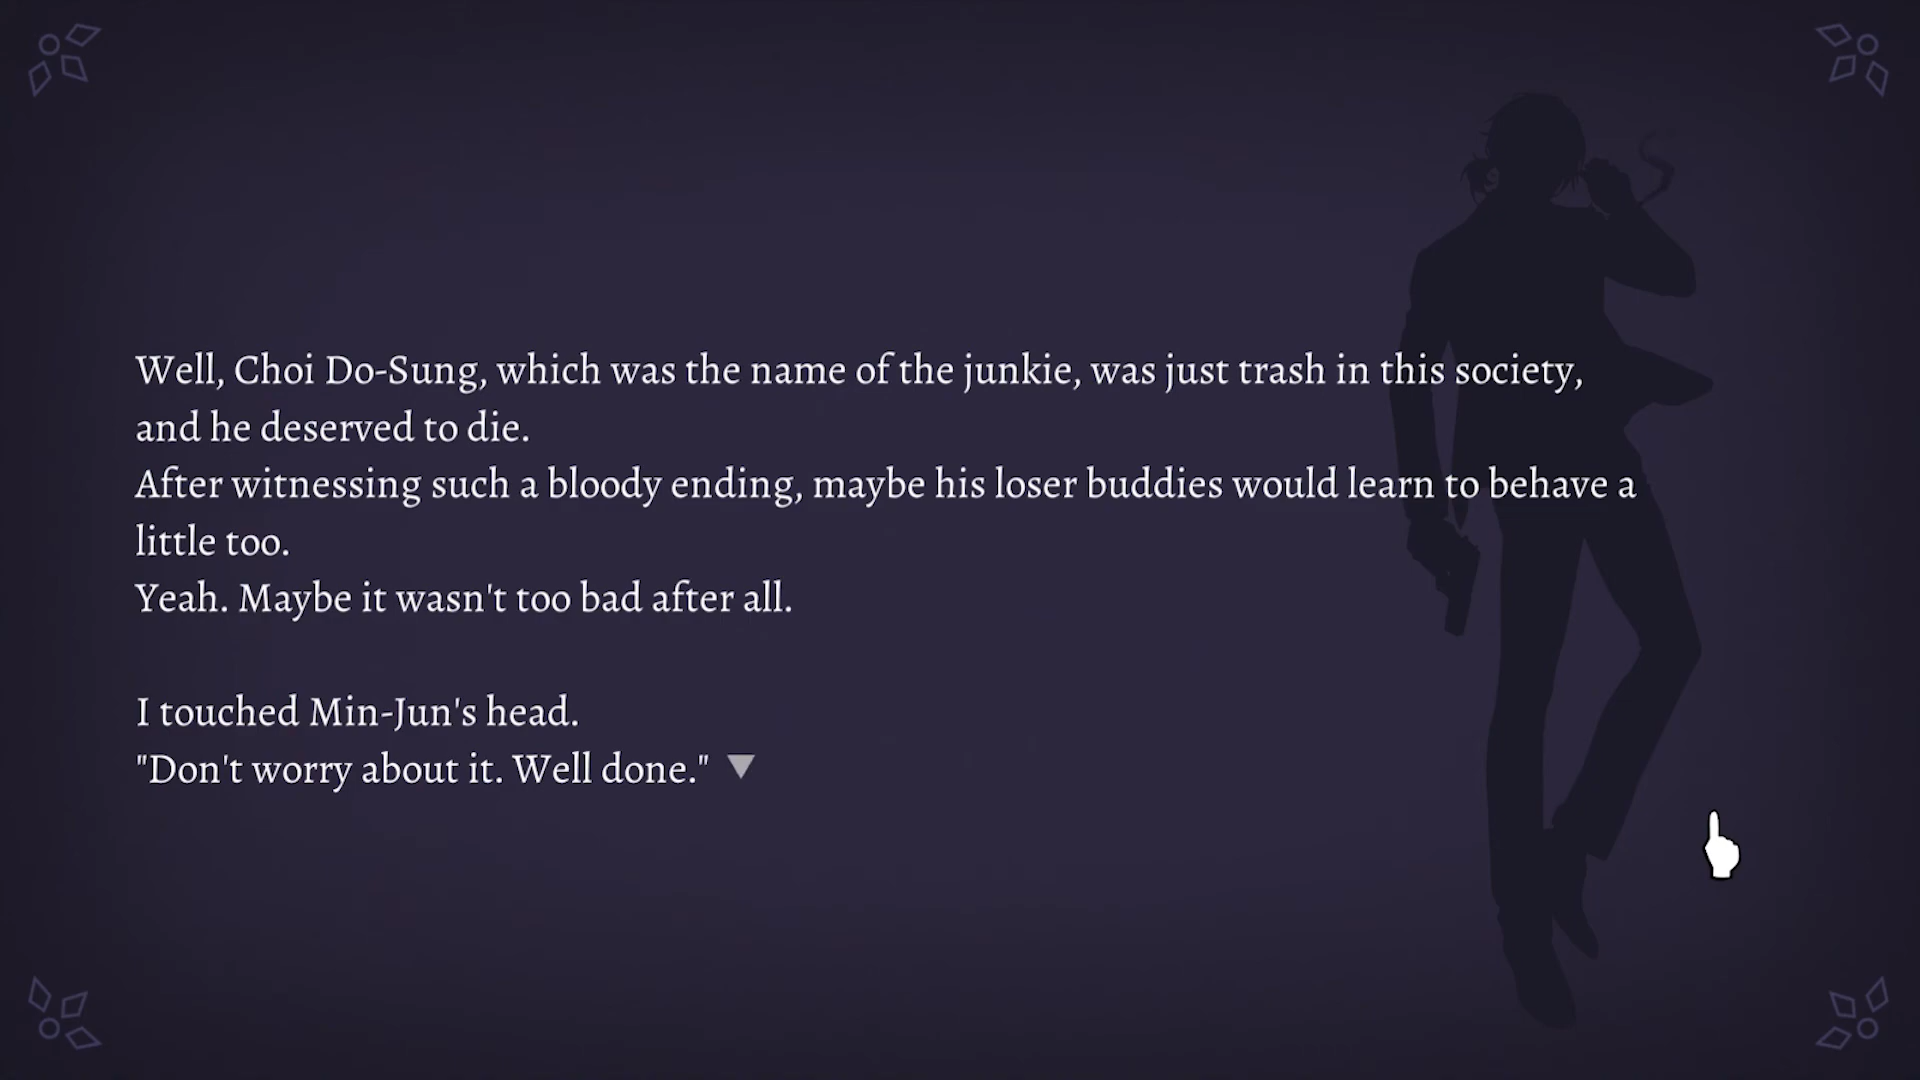 Well, Choi Do-Sung, which was the name of the junkie, was just trash in this society,
and he deserved to die.
After witnessing such a bloody ending, maybe his loser buddies would learn to behave a
little too.
Yeah. Maybe it wasn't too bad after all.
I touched Min-Jun's head.
"Don't worry about it. Well done."